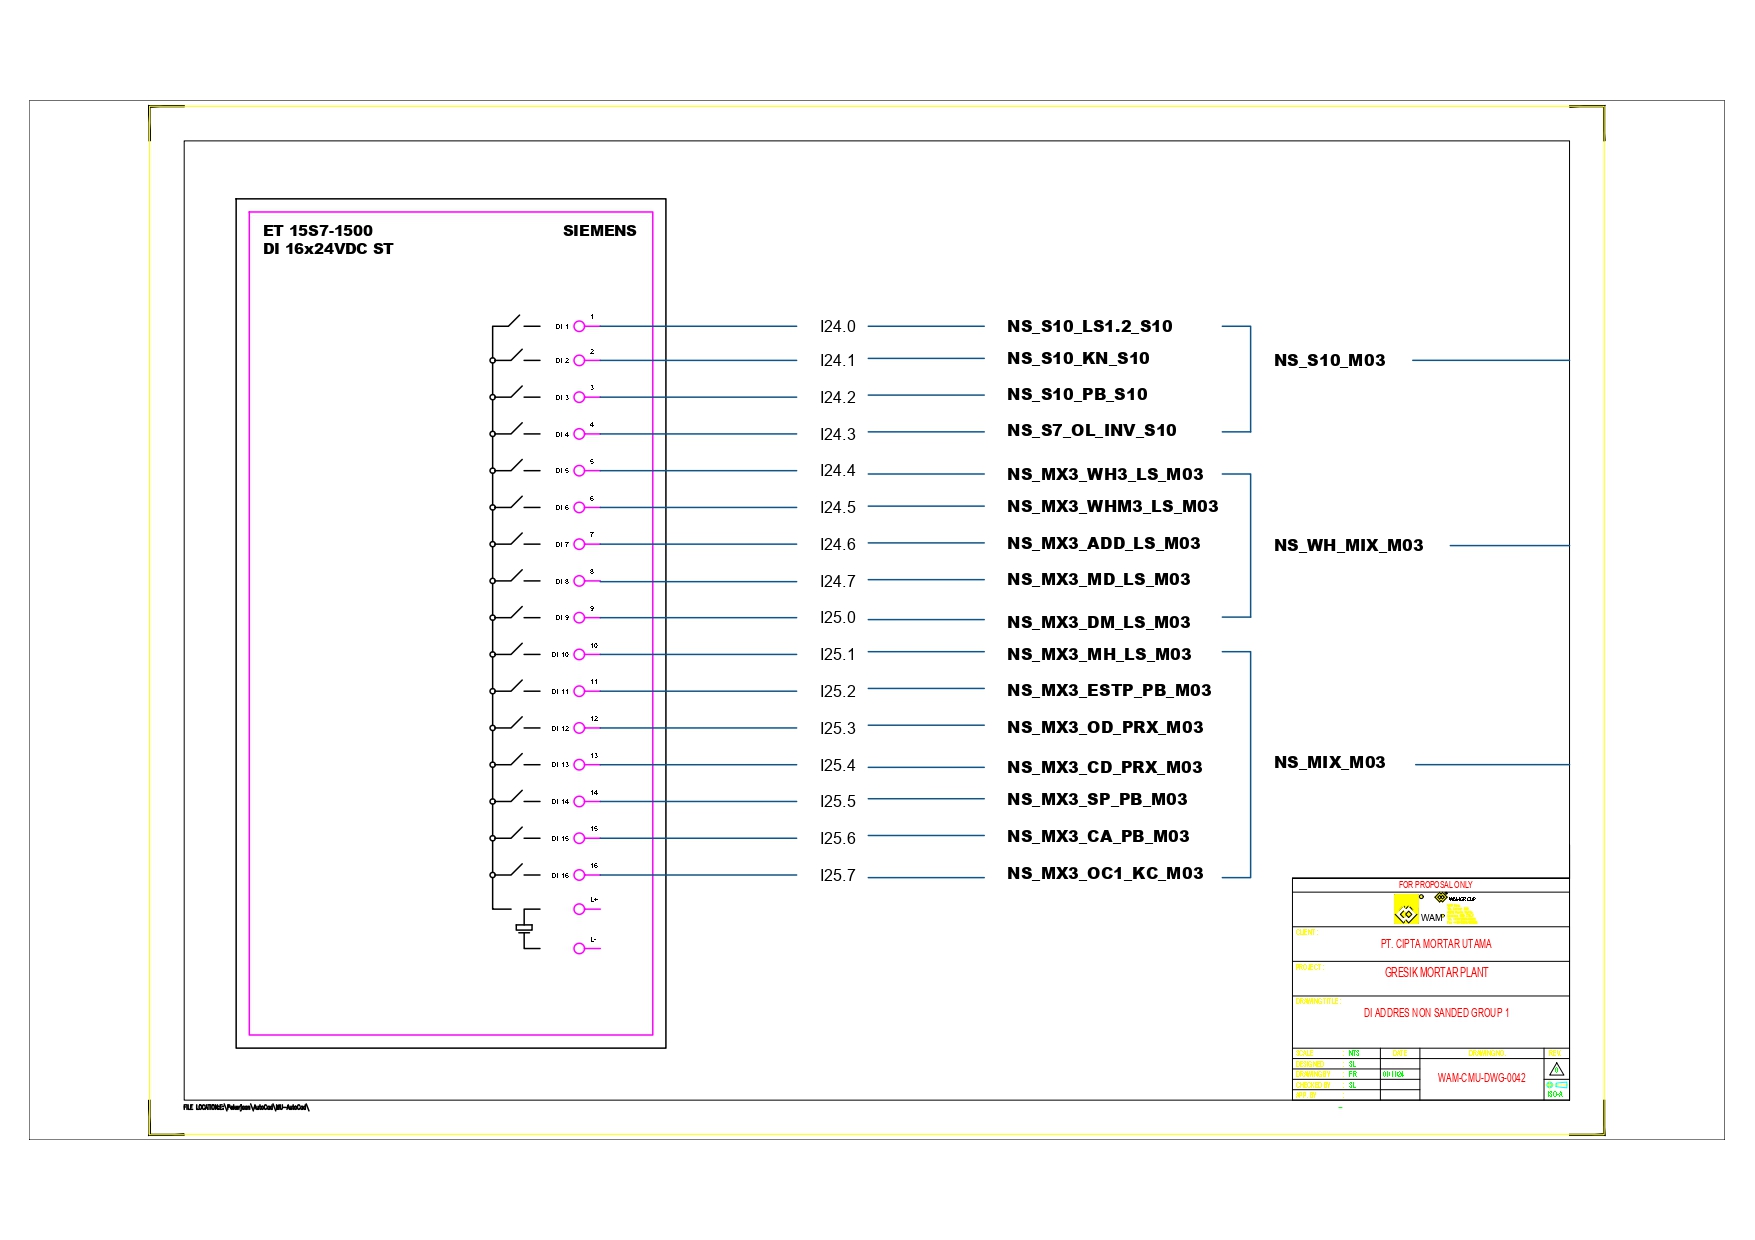 ET 15S7-1500 SIEMENS
DI 16x24VDC ST
DI 1 1 I24.0 NS_S10_LS1.2_S10
DI 2 2 I24.1 NS_S10_KN_S10 NS_S10_M03
DI 3 3 I24.2 NS_S10_PB_S10
DI 4 4 I24.3 NS_S7_OL_INV_S10
DI 5 5 I24.4 NS_MX3_WH3_LS_M03
DI 6 6 I24.5 NS_MX3_WHM3_LS_M03
DI 7 7 I24.6 NS_MX3_ADD_LS_M03 NS_WH_MIX_M03
DI 8 8 I24.7 NS_MX3_MD_LS_M03
DI 9 9 I25.0 NS_MX3_DM_LS_M03
DI 10 10 I25.1 NS_MX3_MH_LS_M03
DI 11 11 I25.2 NS_MX3_ESTP_PB_M03
DI 12 12 I25.3 NS_MX3_OD_PRX_M03
DI 13 13 I25.4 NS_MX3_CD_PRX_M03 NS_MIX_M03
DI 14 14 I25.5 NS_MX3_SP_PB_M03
DI 15 15 I25.6 NS_MX3_CA_PB_M03
DI 16 16 I25.7 NS_MX3_OC1_KC_M03
L+
L-
FOR PROPOSAL ONLY
WAM
CLIENT :
PT. CIPTA MORTAR UTAMA
PROJECT :
GRESIK MORTAR PLANT
DRAWING TITLE :
DI ADDRES NON SANDED GROUP 1
SCALE : NTS DATE DRAWING NO. REV.
DESIGNED : SL
DRAWING BY : FR WAM-CMU-DWG-0042
CHECKED BY : SL
APP. BY : ISO-A